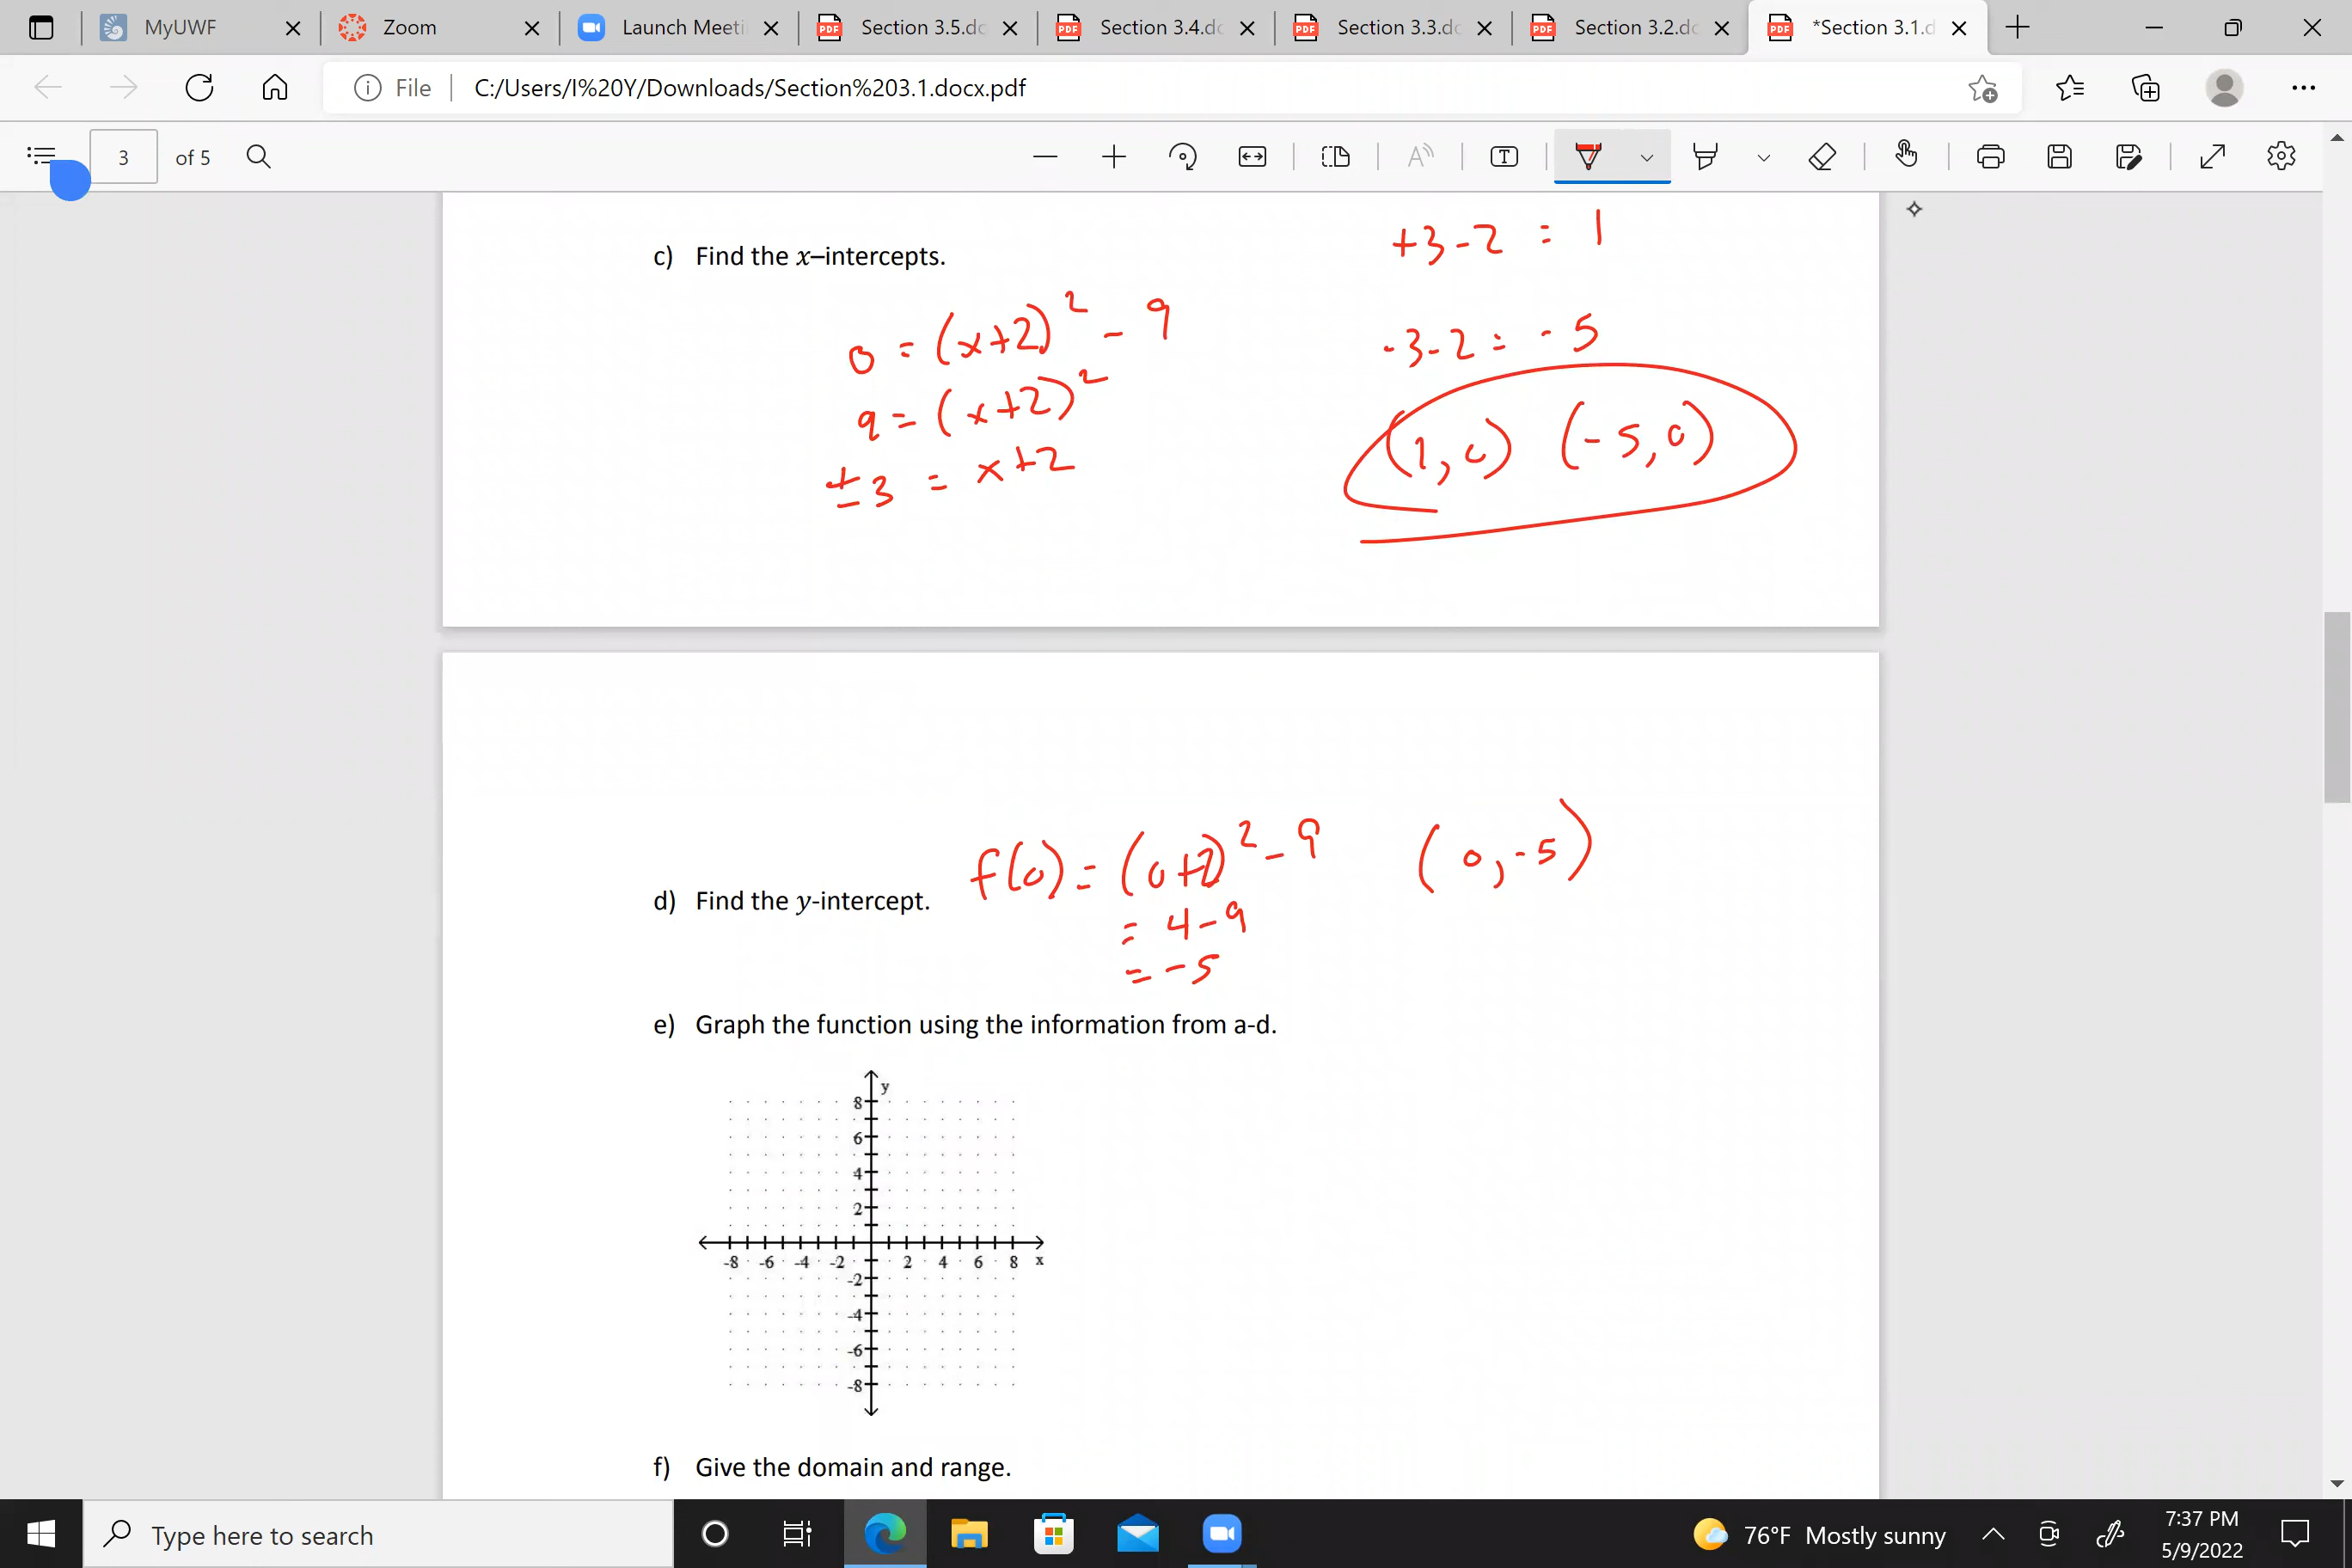 MyUWF Zoom Launch Meeti Section 3.5.dc Section 3.4.dc Section 3.3.dc Section 3.2.dc *Section 3.1.d
File C:/Users/I%20Y/Downloads/Section%203.1.docx.pdf
3 of 5
+3-2 = 1
c) Find the x–intercepts.
0 = (x+2)² - 9
-3-2 = -5
9 = (x+2)²
(1,0) (-5,0)
±3 = x+2
f(0) = (0+2)² - 9 (0,-5)
d) Find the y-intercept.
= 4-9
= -5
e) Graph the function using the information from a-d.
y
8
6
4
2
-8 -6 -4 -2 2 4 6 8 x
-2
-4
-6
-8
f) Give the domain and range.
Type here to search
76°F Mostly sunny
7:37 PM
5/9/2022